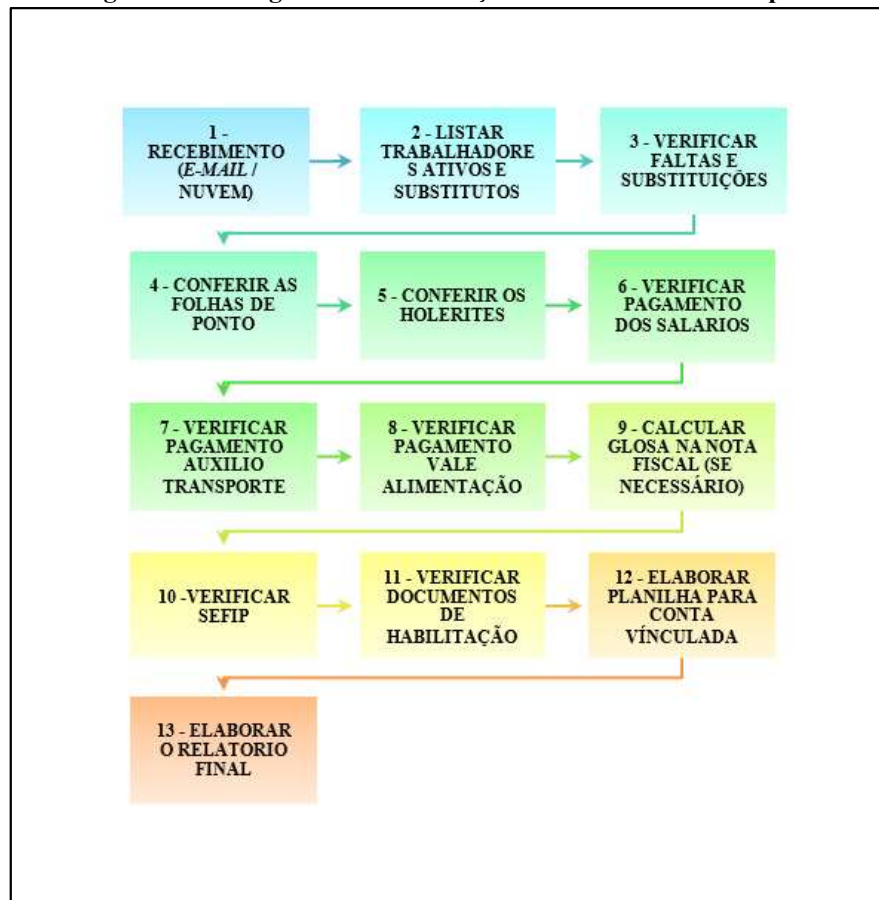 1 -
RECEBIMENTO
(E-MAIL /
NUVEM)
2 - LISTAR
TRABALHADORE
S ATIVOS E
SUBSTITUTOS
3 - VERIFICAR
FALTAS E
SUBSTITUIÇÕES
4 - CONFERIR AS
FOLHAS DE
PONTO
5 - CONFERIR OS
HOLERITES
6 - VERIFICAR
PAGAMENTO
DOS SALARIOS
7 - VERIFICAR
PAGAMENTO
AUXILIO
TRANSPORTE
8 - VERIFICAR
PAGAMENTO
VALE
ALIMENTAÇÃO
9 - CALCULAR
GLOSA NA NOTA
FISCAL (SE
NECESSÁRIO)
10 -VERIFICAR
SEFIP
11 - VERIFICAR
DOCUMENTOS
DE
HABILITAÇÃO
12 - ELABORAR
PLANILHA PARA
CONTA
VÍNCULADA
13 - ELABORAR
O RELATORIO
FINAL